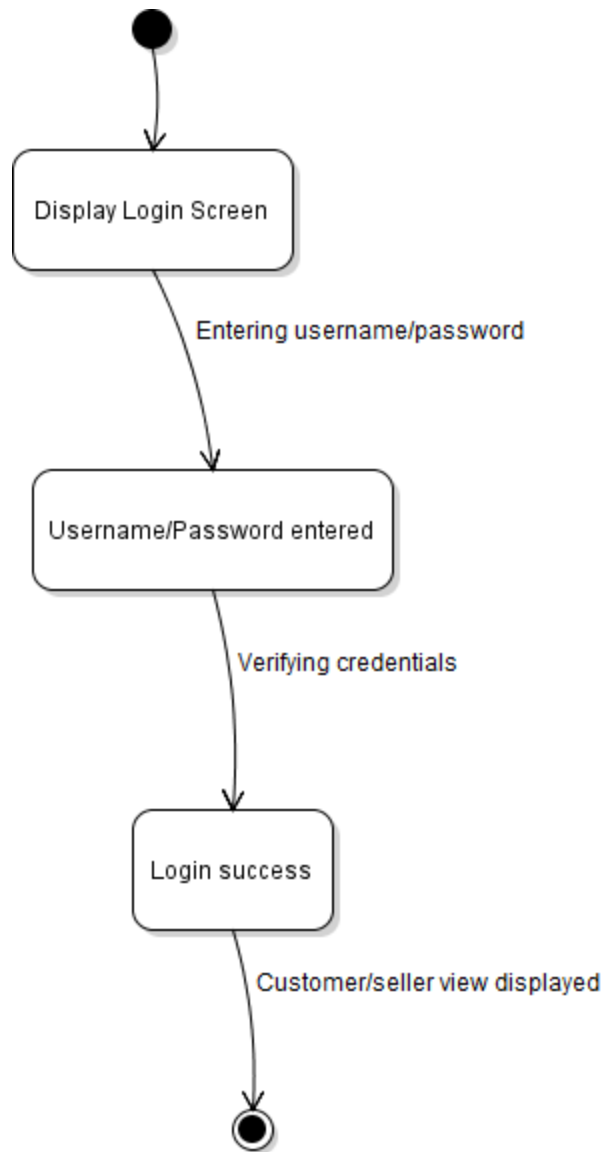 Display Login Screen
Entering username/password
Username/Password entered
Verifying credentials
Login success
Customer/seller view displayed